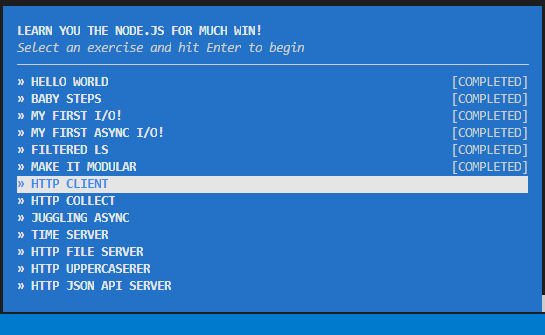 LEARN YOU THE NODE.JS FOR MUCH WIN!
Select an exercise and hit Enter to begin
» HELLO WORLD [COMPLETED]
» BABY STEPS [COMPLETED]
» MY FIRST I/O! [COMPLETED]
» MY FIRST ASYNC I/O! [COMPLETED]
» FILTERED LS [COMPLETED]
» MAKE IT MODULAR [COMPLETED]
» HTTP CLIENT
» HTTP COLLECT
» JUGGLING ASYNC
» TIME SERVER
» HTTP FILE SERVER
» HTTP UPPERCASERER
» HTTP JSON API SERVER